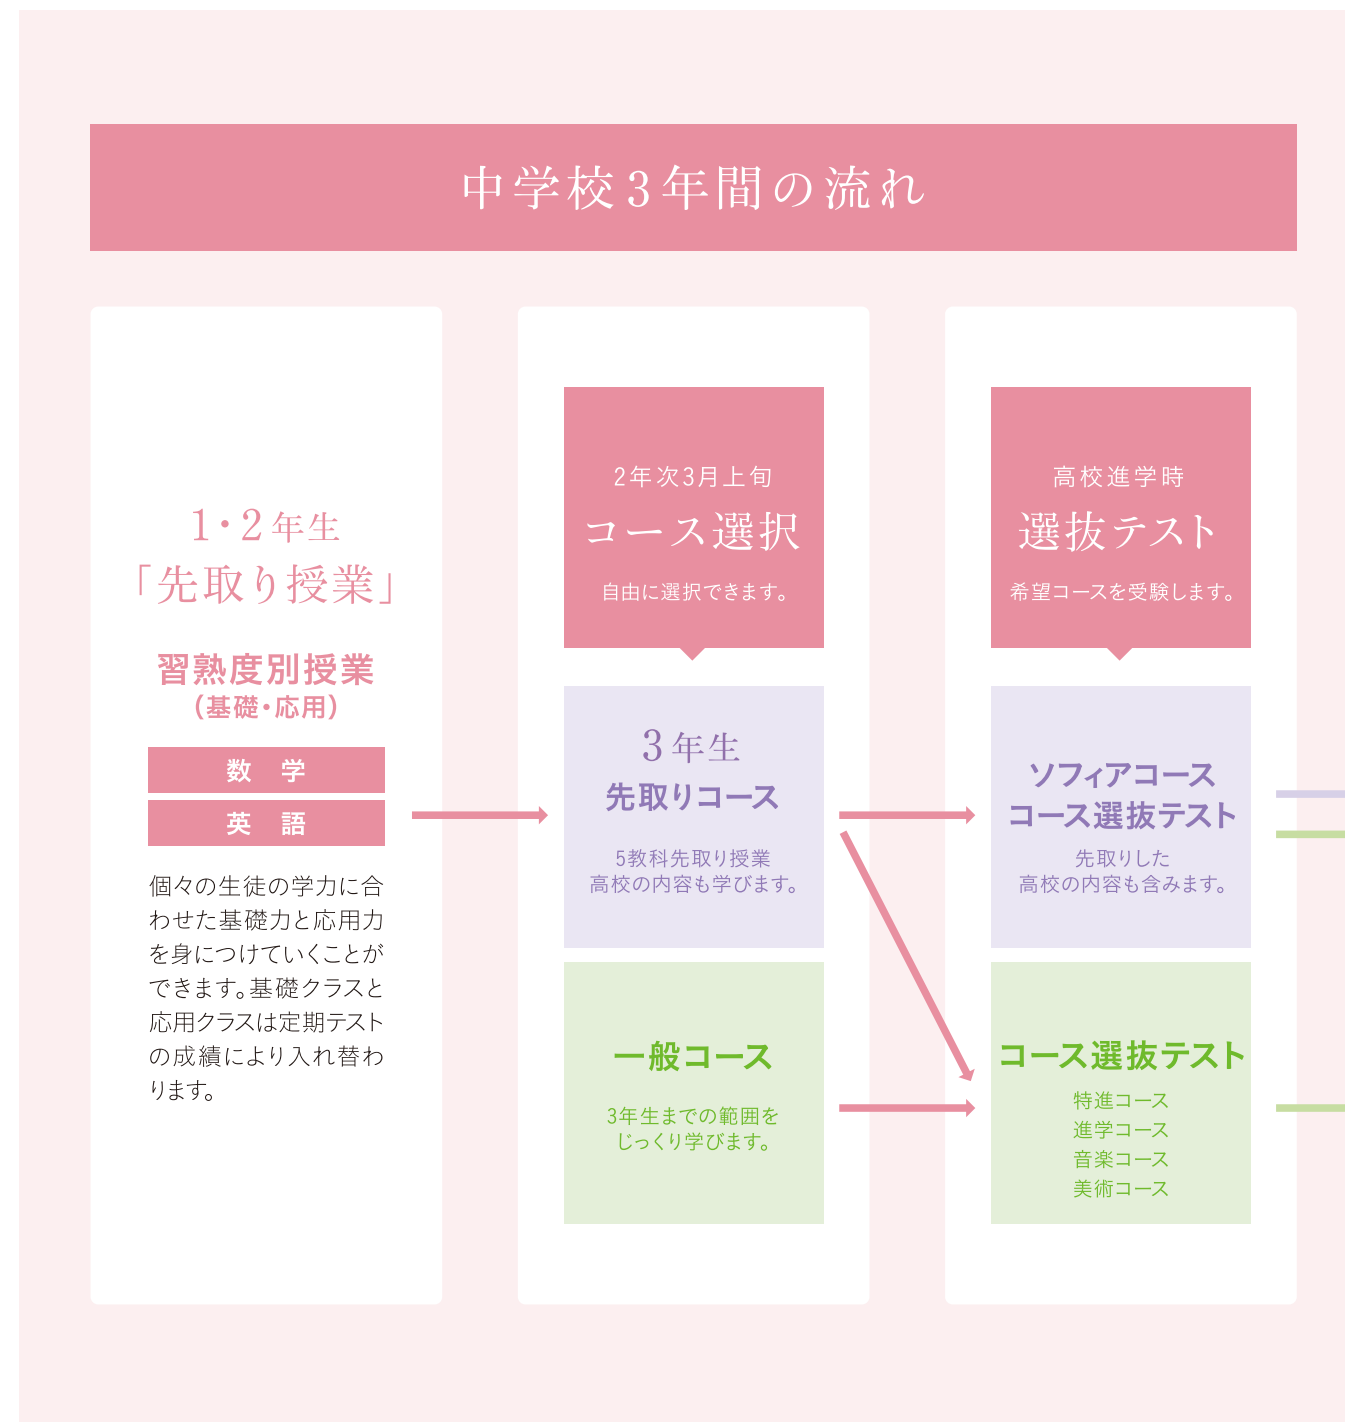 中学校3年間の流れ
1・2年生
「先取り授業」
習熟度別授業
(基礎・応用)
数 学
英 語
個々の生徒の学力に合
わせた基礎力と応用力
を身につけていくことが
できます。基礎クラスと
応用クラスは定期テスト
の成績により入れ替わ
ります。
2年次3月上旬
コース選択
自由に選択できます。
3年生
先取りコース
5教科先取り授業
高校の内容も学びます。
一般コース
3年生までの範囲を
じっくり学びます。
高校進学時
選抜テスト
希望コースを受験します。
ソフィアコース
コース選抜テスト
先取りした
高校の内容も含みます。
コース選抜テスト
特進コース
進学コース
音楽コース
美術コース